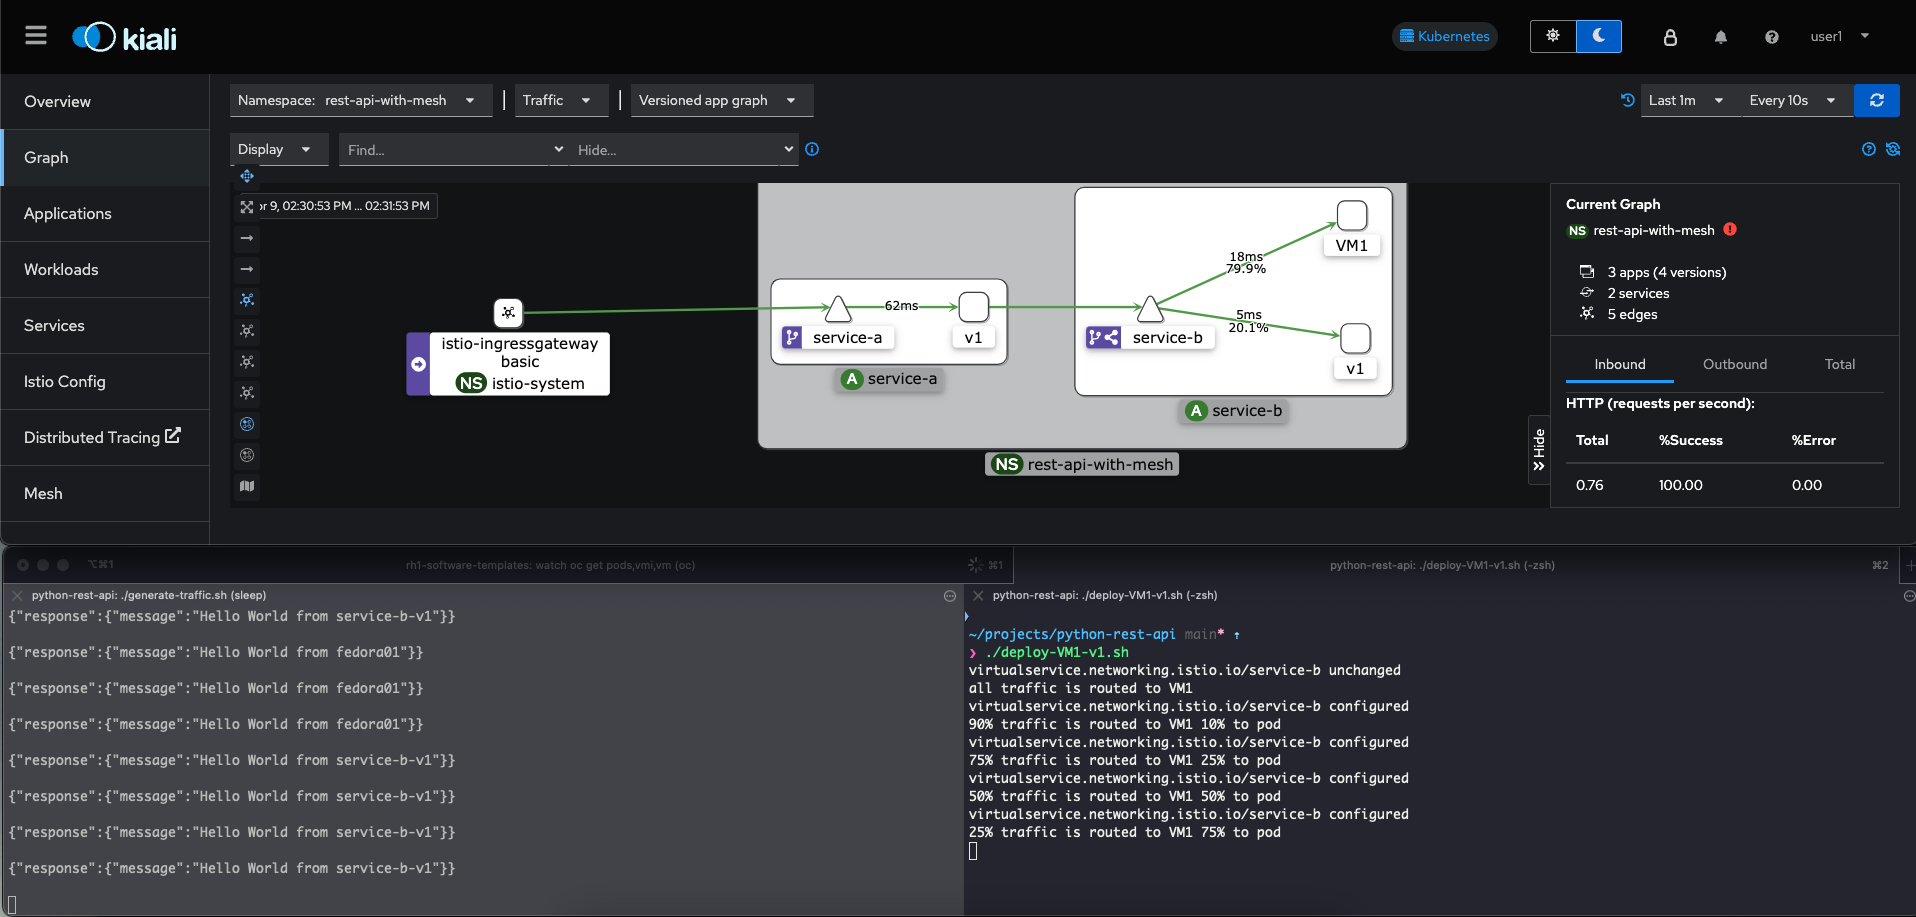 kiali
Kubernetes
user1
Overview
Graph
Applications
Workloads
Services
Istio Config
Distributed Tracing
Mesh
Namespace: rest-api-with-mesh
Traffic
Versioned app graph
Last 1m
Every 10s
Display
Find...
Hide...
or 9, 02:30:53 PM ... 02:31:53 PM
istio-ingressgateway
basic
NS istio-system
62ms
service-a
v1
A service-a
18ms
79.9%
VM1
5ms
20.1%
service-b
v1
A service-b
NS rest-api-with-mesh
Hide
Current Graph
NS rest-api-with-mesh
3 apps (4 versions)
2 services
5 edges
Inbound Outbound Total
HTTP (requests per second):
Total %Success %Error
0.76 100.00 0.00
⌥⌘1
rh1-software-templates: watch oc get pods,vmi,vm (oc)
⌘1
python-rest-api: ./deploy-VM1-v1.sh (-zsh)
⌘2
python-rest-api: ./generate-traffic.sh (sleep)
{"response":{"message":"Hello World from service-b-v1"}}
{"response":{"message":"Hello World from fedora01"}}
{"response":{"message":"Hello World from fedora01"}}
{"response":{"message":"Hello World from fedora01"}}
{"response":{"message":"Hello World from service-b-v1"}}
{"response":{"message":"Hello World from service-b-v1"}}
{"response":{"message":"Hello World from service-b-v1"}}
{"response":{"message":"Hello World from service-b-v1"}}
python-rest-api: ./deploy-VM1-v1.sh (-zsh)
~/projects/python-rest-api main* ↑
❯ ./deploy-VM1-v1.sh
virtualservice.networking.istio.io/service-b unchanged
all traffic is routed to VM1
virtualservice.networking.istio.io/service-b configured
90% traffic is routed to VM1 10% to pod
virtualservice.networking.istio.io/service-b configured
75% traffic is routed to VM1 25% to pod
virtualservice.networking.istio.io/service-b configured
50% traffic is routed to VM1 50% to pod
virtualservice.networking.istio.io/service-b configured
25% traffic is routed to VM1 75% to pod